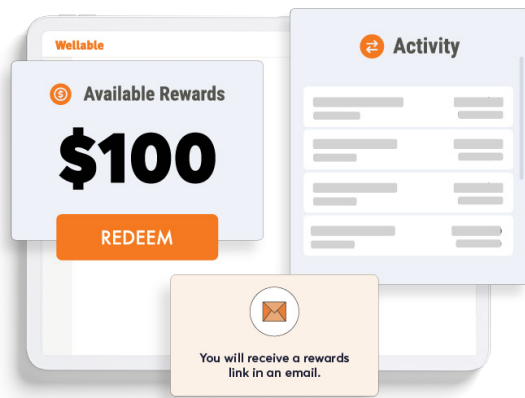 Wellable
Available Rewards
$100
REDEEM
Activity
You will receive a rewards
link in an email.